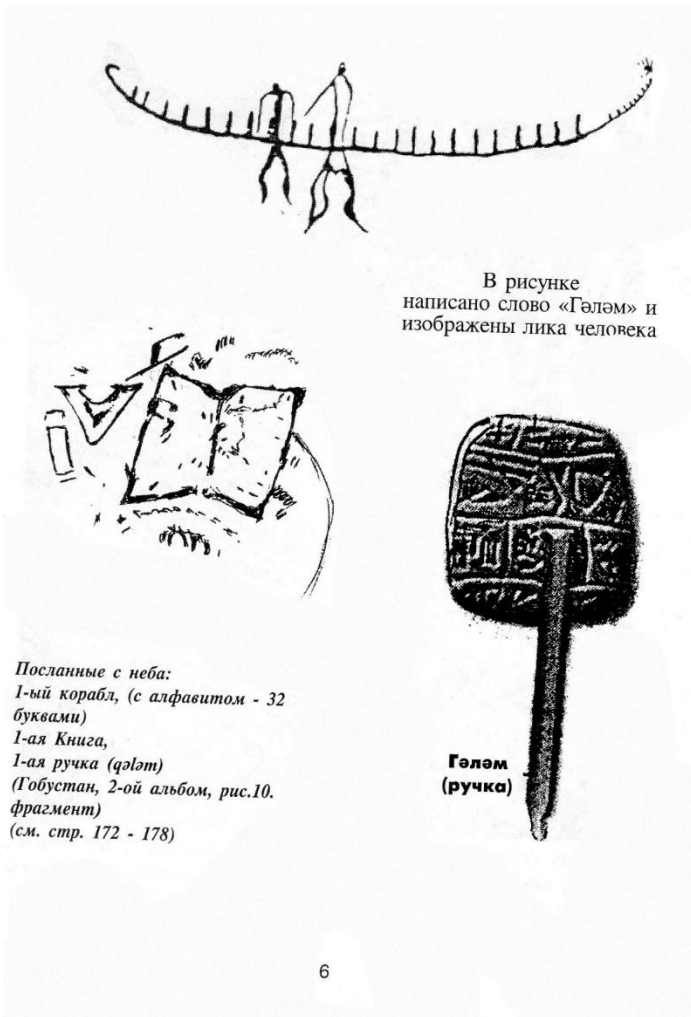 В рисунке
написано слово «Гәләм» и
изображены лика человека
Посланные с неба:
1-ый корабл, (с алфавитом - 32
буквами)
1-ая Книга,
1-ая ручка (qələm)
(Гобустан, 2-ой альбом, рис.10.
фрагмент)
(см. стр. 172 - 178)
Гәләм
(ручка)
6